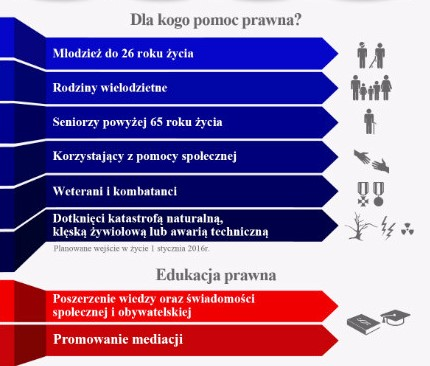 Dla kogo pomoc prawna?
Młodzież do 26 roku życia
Rodziny wielodzietne
Seniorzy powyżej 65 roku życia
Korzystający z pomocy społecznej
Weterani i kombatanci
Dotknięci katastrofą naturalną,
klęską żywiołową lub awarią techniczną
Planowane wejście w życie 1 stycznia 2016r.
Edukacja prawna
Poszerzenie wiedzy oraz świadomości
społecznej i obywatelskiej
Promowanie mediacji